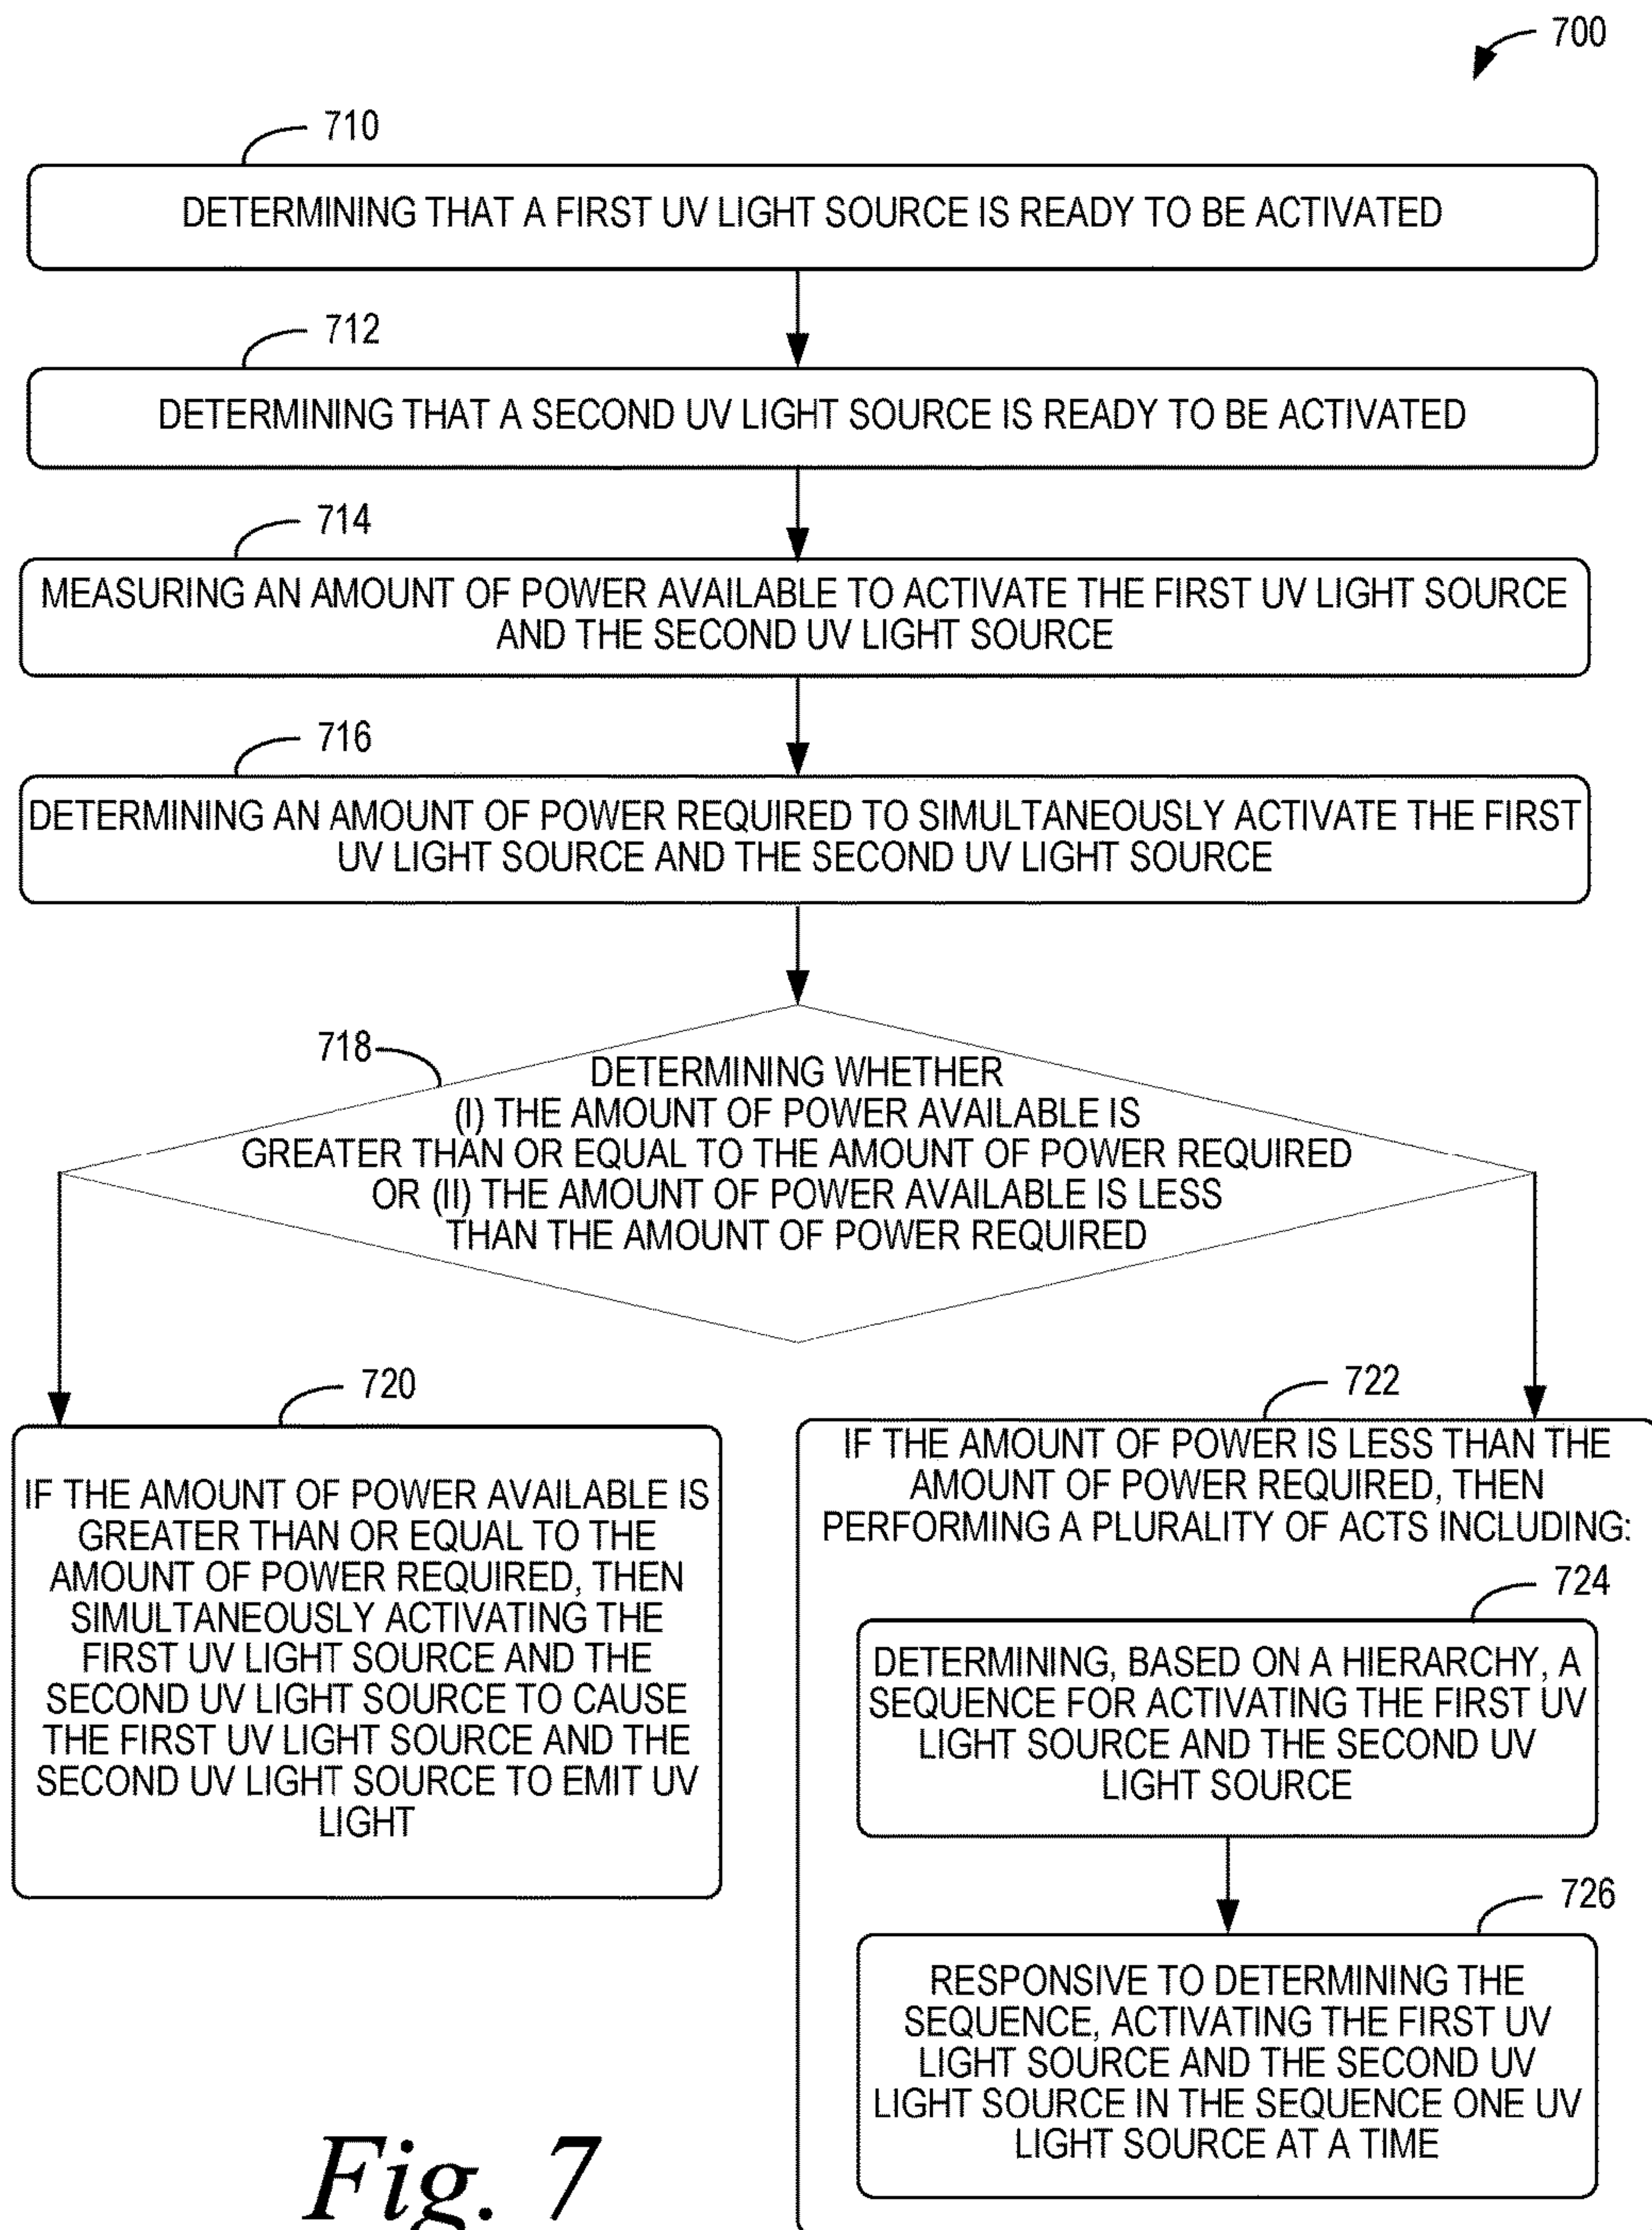 700
710
DETERMINING THAT A FIRST UV LIGHT SOURCE IS READY TO BE ACTIVATED
712
DETERMINING THAT A SECOND UV LIGHT SOURCE IS READY TO BE ACTIVATED
714
MEASURING AN AMOUNT OF POWER AVAILABLE TO ACTIVATE THE FIRST UV LIGHT SOURCE
AND THE SECOND UV LIGHT SOURCE
716
DETERMINING AN AMOUNT OF POWER REQUIRED TO SIMULTANEOUSLY ACTIVATE THE FIRST
UV LIGHT SOURCE AND THE SECOND UV LIGHT SOURCE
718
DETERMINING WHETHER
(I) THE AMOUNT OF POWER AVAILABLE IS
GREATER THAN OR EQUAL TO THE AMOUNT OF POWER REQUIRED
OR (II) THE AMOUNT OF POWER AVAILABLE IS LESS
THAN THE AMOUNT OF POWER REQUIRED
720
IF THE AMOUNT OF POWER AVAILABLE IS
GREATER THAN OR EQUAL TO THE
AMOUNT OF POWER REQUIRED, THEN
SIMULTANEOUSLY ACTIVATING THE
FIRST UV LIGHT SOURCE AND THE
SECOND UV LIGHT SOURCE TO CAUSE
THE FIRST UV LIGHT SOURCE AND THE
SECOND UV LIGHT SOURCE TO EMIT UV
LIGHT
722
IF THE AMOUNT OF POWER IS LESS THAN THE
AMOUNT OF POWER REQUIRED, THEN
PERFORMING A PLURALITY OF ACTS INCLUDING:
724
DETERMINING, BASED ON A HIERARCHY, A
SEQUENCE FOR ACTIVATING THE FIRST UV
LIGHT SOURCE AND THE SECOND UV
LIGHT SOURCE
726
RESPONSIVE TO DETERMINING THE
SEQUENCE, ACTIVATING THE FIRST UV
LIGHT SOURCE AND THE SECOND UV
LIGHT SOURCE IN THE SEQUENCE ONE UV
LIGHT SOURCE AT A TIME
Fig. 7